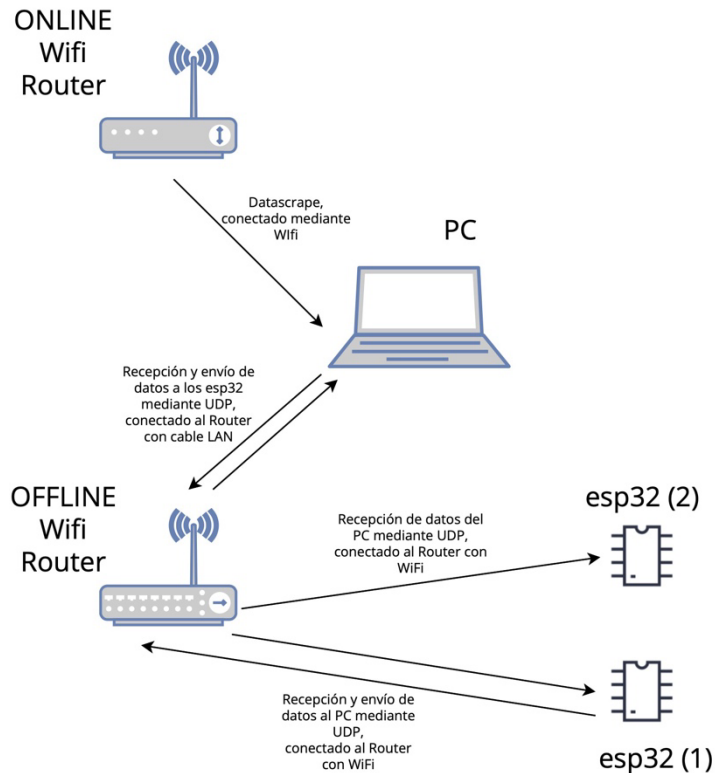 ONLINE
Wifi
Router
Datascrape,
conectado mediante
WIfi
PC
Recepción y envío de
datos a los esp32
mediante UDP,
conectado al Router
con cable LAN
OFFLINE
Wifi
Router
Recepción de datos del
PC mediante UDP,
conectado al Router con
WiFi
esp32 (2)
Recepción y envío de
datos al PC mediante
UDP,
conectado al Router
con WiFi
esp32 (1)